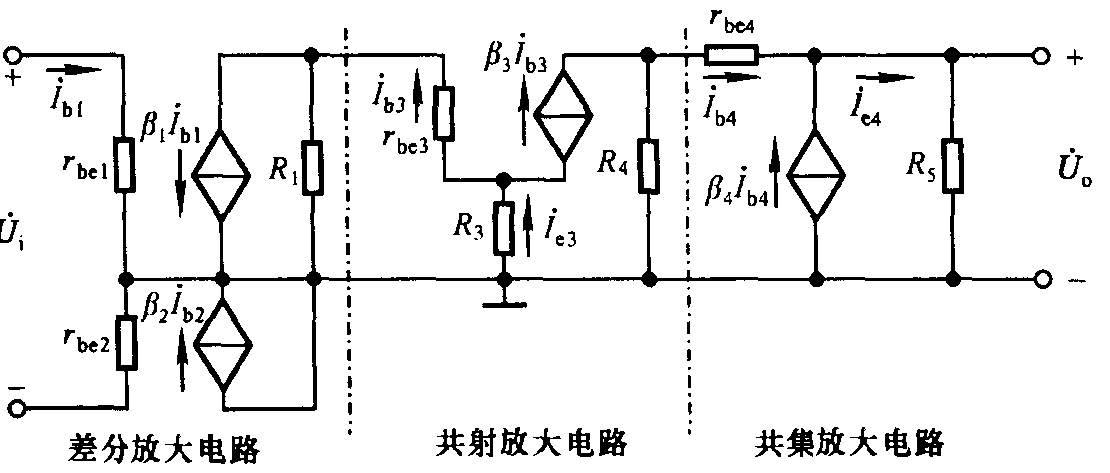 +
İb1
rbe1
U̇i
rbe2
−
β1İb1
R1
β2İb2
İb3
rbe3
β3İb3
R3
İe3
R4
rbe4
İb4
β4İb4
İe4
R5
+
U̇o
−
差分放大电路
共射放大电路
共集放大电路